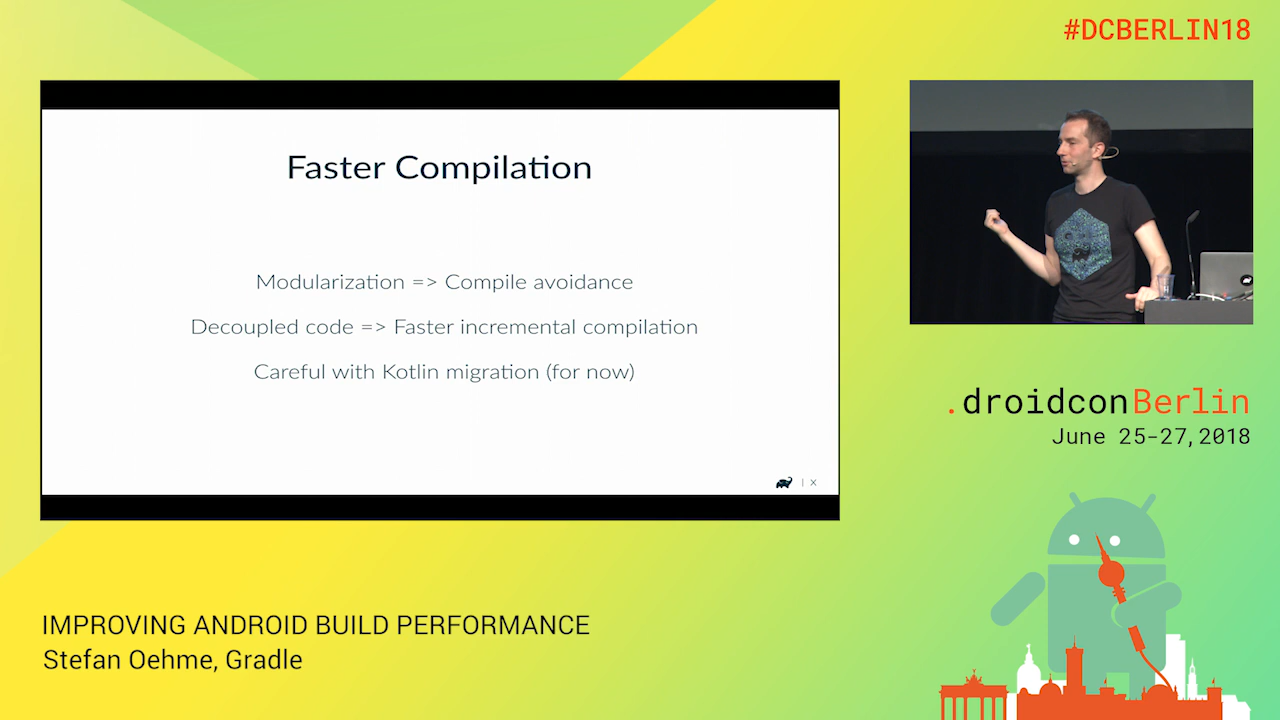 #DCBERLIN18
Faster Compilation
Modularization => Compile avoidance
Decoupled code => Faster incremental compilation
Careful with Kotlin migration (for now)
| X
.droidconBerlin
June 25-27,2018
IMPROVING ANDROID BUILD PERFORMANCE
Stefan Oehme, Gradle